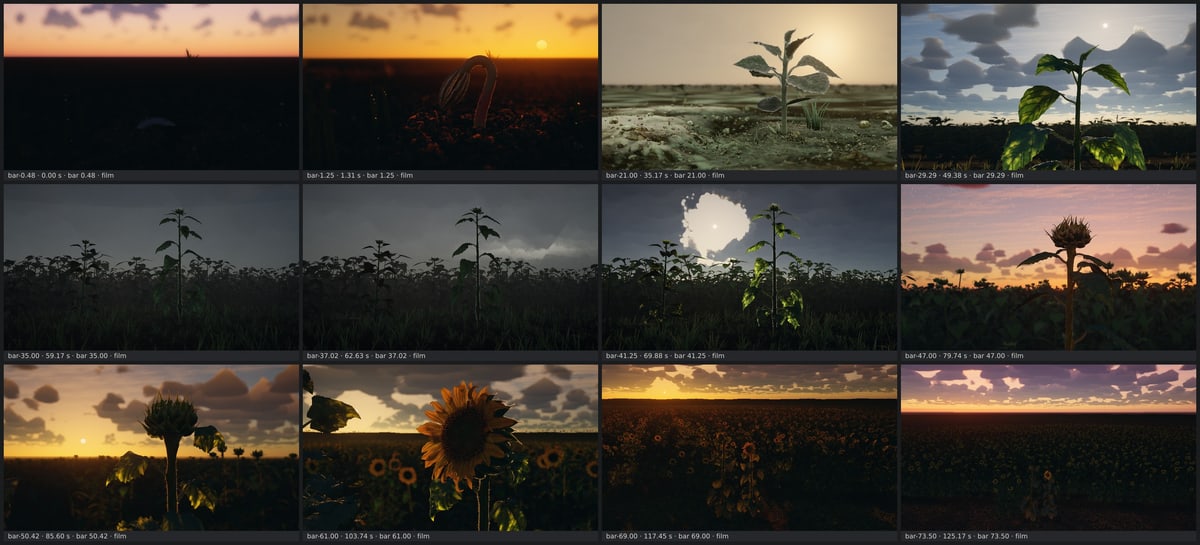 bar-0.48 · 0.00 s · bar 0.48 · film
bar-1.25 · 1.31 s · bar 1.25 · film
bar-21.00 · 35.17 s · bar 21.00 · film
bar-29.29 · 49.38 s · bar 29.29 · film
bar-35.00 · 59.17 s · bar 35.00 · film
bar-37.02 · 62.63 s · bar 37.02 · film
bar-41.25 · 69.88 s · bar 41.25 · film
bar-47.00 · 79.74 s · bar 47.00 · film
bar-50.42 · 85.60 s · bar 50.42 · film
bar-61.00 · 103.74 s · bar 61.00 · film
bar-69.00 · 117.45 s · bar 69.00 · film
bar-73.50 · 125.17 s · bar 73.50 · film